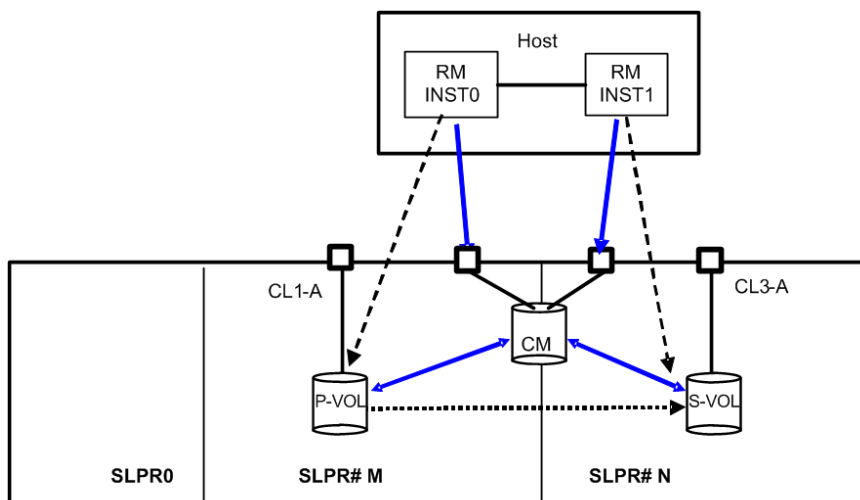 Host
RM
INST0
RM
INST1
CL1-A
CL3-A
CM
P-VOL
S-VOL
SLPR0
SLPR# M
SLPR# N